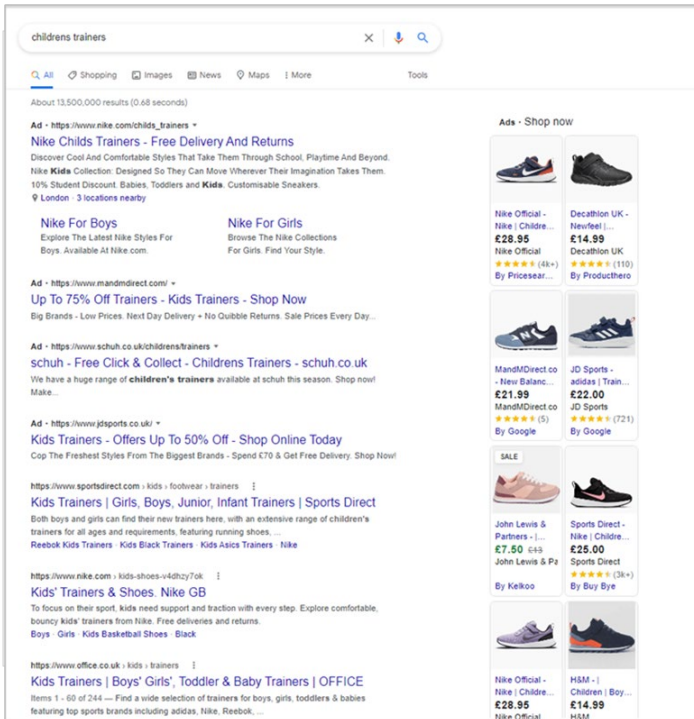 childrens trainers
All Shopping Images News Maps More Tools
About 13,500,000 results (0.68 seconds)
Ad · https://www.nike.com/childs_trainers
Nike Childs Trainers - Free Delivery And Returns
Discover Cool And Comfortable Styles That Take Them Through School, Playtime And Beyond.
Nike Kids Collection: Designed So They Can Move Wherever Their Imagination Takes Them.
10% Student Discount. Babies, Toddlers and Kids. Customisable Sneakers.
London · 3 locations nearby
Nike For Boys
Explore The Latest Nike Styles For
Boys. Available At Nike.com.
Nike For Girls
Browse The Nike Collections
For Girls. Find Your Style.
Ad · https://www.mandmdirect.com/
Up To 75% Off Trainers - Kids Trainers - Shop Now
Big Brands - Low Prices. Next Day Delivery + No Quibble Returns. Sale Prices Every Day...
Ad · https://www.schuh.co.uk/childrens/trainers
schuh - Free Click & Collect - Childrens Trainers - schuh.co.uk
We have a huge range of children's trainers available at schuh this season. Shop now!
Make...
Ad · https://www.jdsports.co.uk/
Kids Trainers - Offers Up To 50% Off - Shop Online Today
Cop The Freshest Styles From The Biggest Brands - Spend £70 & Get Free Delivery. Shop Now!
https://www.sportsdirect.com › kids › footwear › trainers
Kids Trainers | Girls, Boys, Junior, Infant Trainers | Sports Direct
Both boys and girls can find their new trainers here, with an extensive range of children's
trainers for all ages and requirements, featuring running shoes, ...
Reebok Kids Trainers · Kids Black Trainers · Kids Asics Trainers · Nike
https://www.nike.com › kids-shoes-v4dhzy7ok
Kids' Trainers & Shoes. Nike GB
To focus on their sport, kids need support and traction with every step. Explore comfortable,
bouncy kids' trainers from Nike. Free deliveries and returns.
Boys · Girls · Kids Basketball Shoes · Black
https://www.office.co.uk › kids › trainers
Kids Trainers | Boys' Girls', Toddler & Baby Trainers | OFFICE
Items 1 - 60 of 244 — Find a wide selection of trainers for boys, girls, toddlers & babies
featuring top sports brands including adidas, Nike, Reebok, ...
Ads · Shop now
Nike Official -
Nike | Childre...
£28.95
Nike Official
(4k+)
By Pricesear...
Decathlon UK -
Newfeel | ...
£14.99
Decathlon UK
(110)
By Producthero
MandMDirect.co
- New Balanc...
£21.99
MandMDirect.co
(5)
By Google
JD Sports -
adidas | Train...
£22.00
JD Sports
(721)
By Google
SALE
John Lewis &
Partners - |...
£7.50 £13
John Lewis & Pa
By Kelkoo
Sports Direct -
Nike | Childre...
£25.00
Sports Direct
(3k+)
By Buy Bye
Nike Official -
Nike | Childre...
£28.95
Nike Official
H&M - |
Children | Boy...
£14.99
H&M